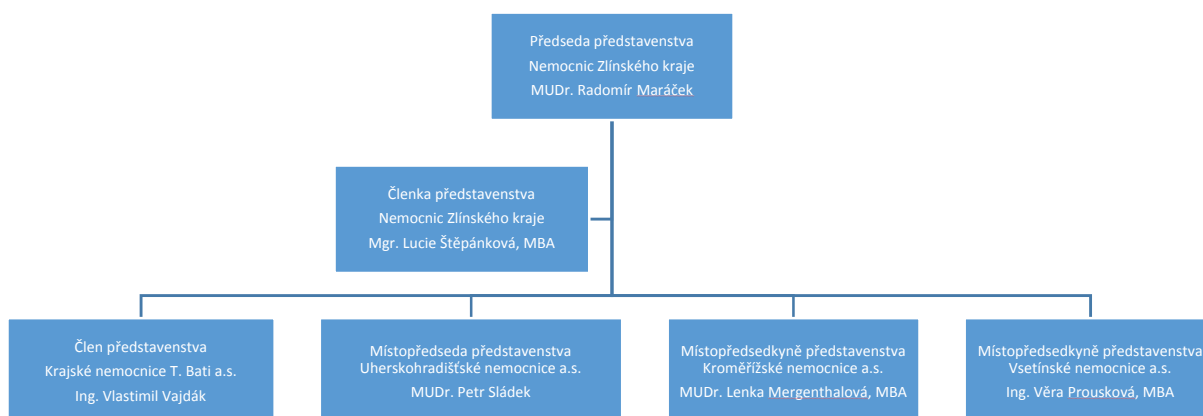 Předseda představenstva
Nemocnic Zlínského kraje
MUDr. Radomír Maráček
Členka představenstva
Nemocnic Zlínského kraje
Mgr. Lucie Štěpánková, MBA
Člen představenstva
Krajské nemocnice T. Bati a.s.
Ing. Vlastimil Vajdák
Místopředseda představenstva
Uherskohradišťské nemocnice a.s.
MUDr. Petr Sládek
Místopředsedkyně představenstva
Kroměřížské nemocnice a.s.
MUDr. Lenka Mergenthalová, MBA
Místopředsedkyně představenstva
Vsetínské nemocnice a.s.
Ing. Věra Prousková, MBA